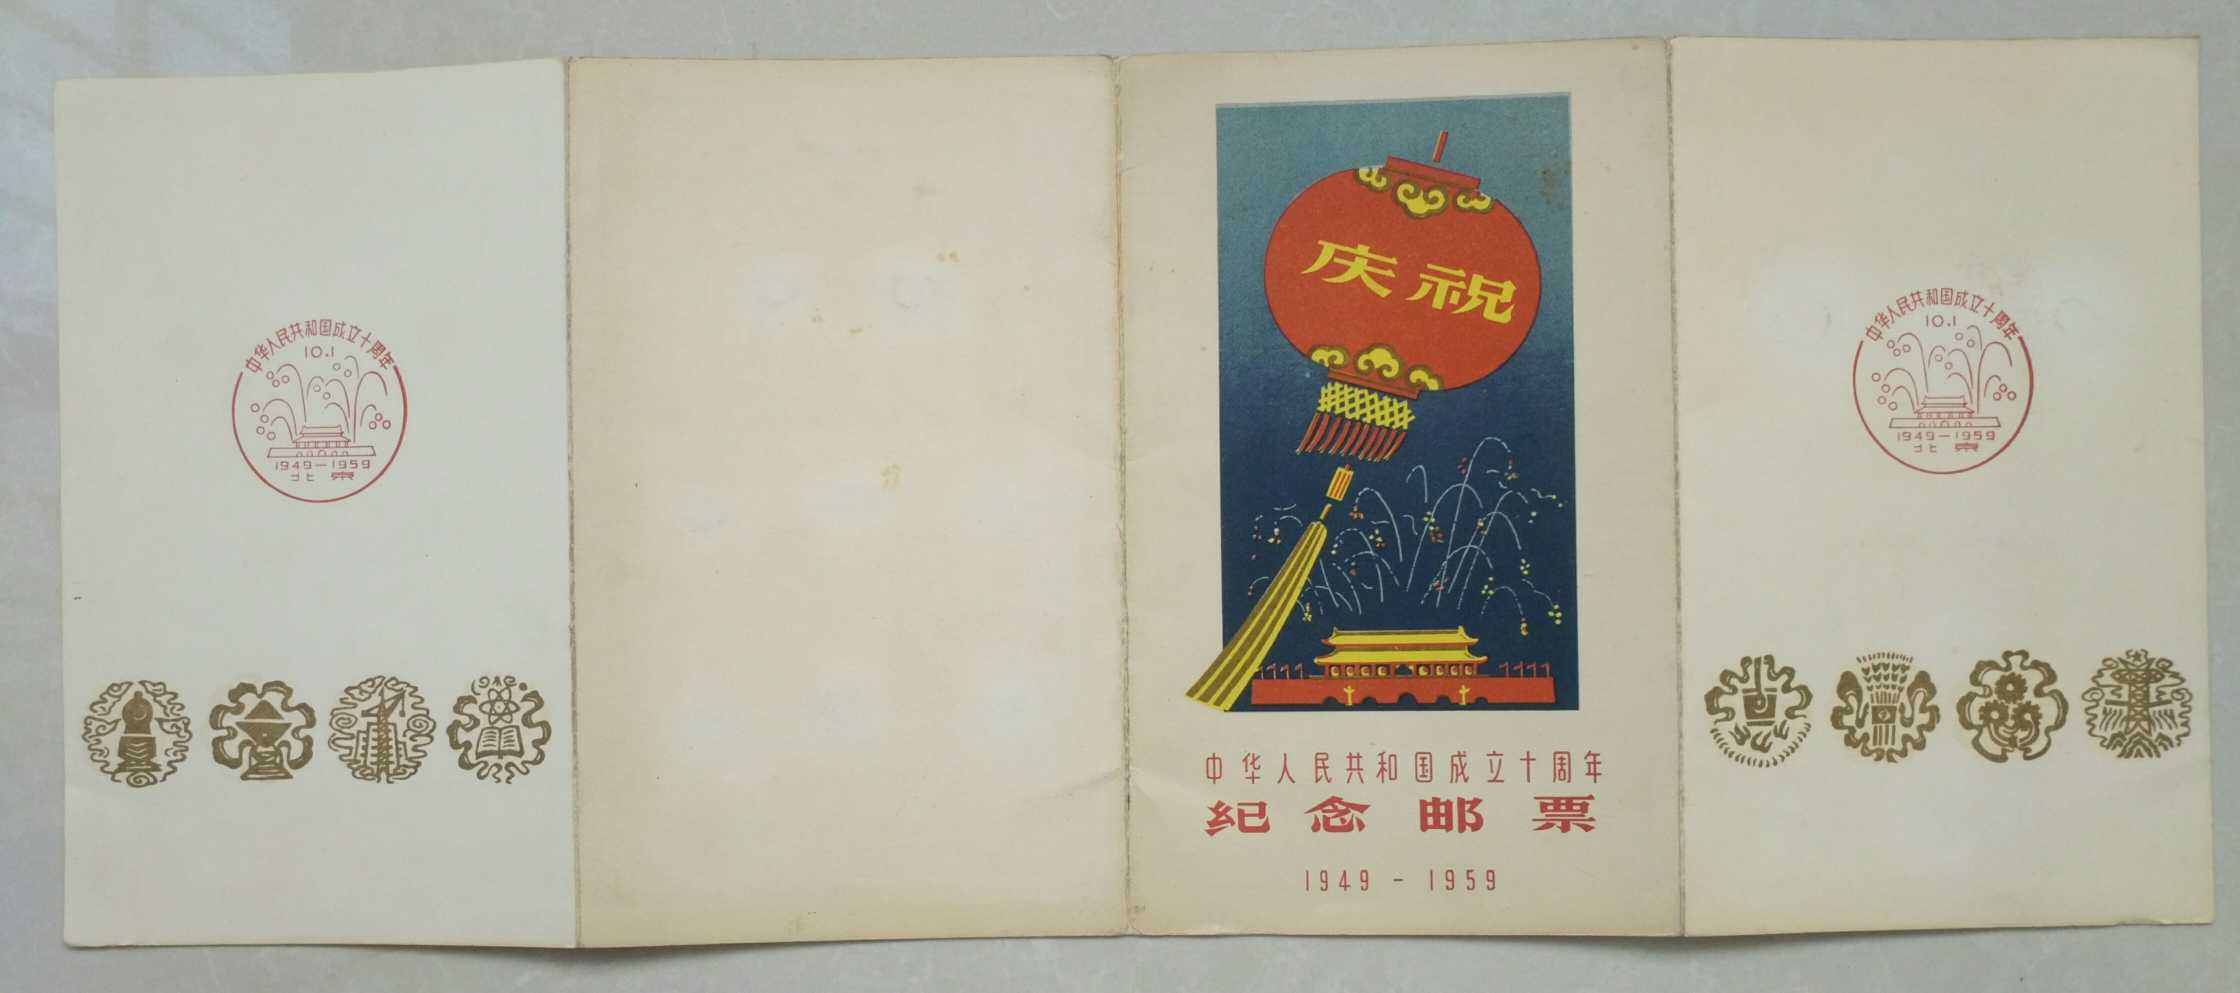 中华人民共和国成立十周年
10.1
1949—1959
北京
庆祝
中华人民共和国成立十周年
纪念邮票
1949 - 1959
中华人民共和国成立十周年
10.1
1949—1959
北京